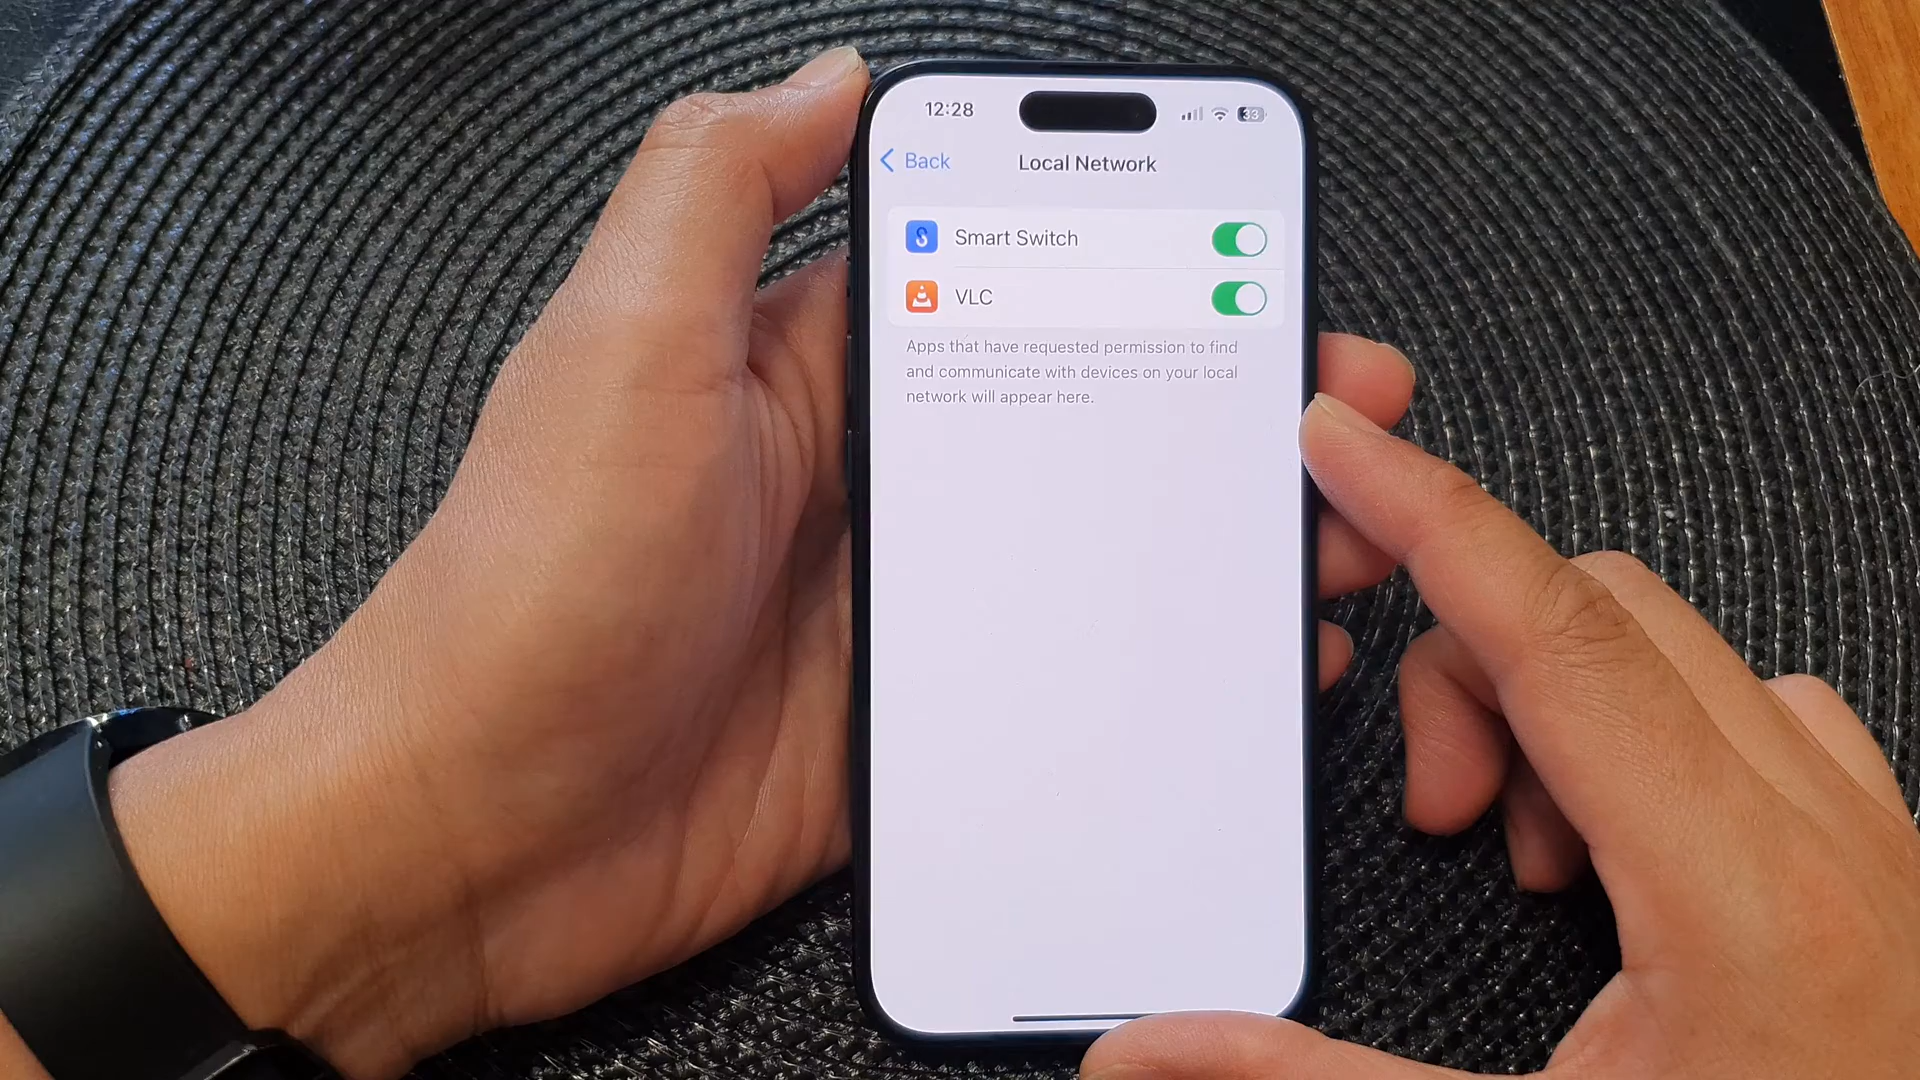 12:28
33
Back
Local Network
Smart Switch
VLC
Apps that have requested permission to find
and communicate with devices on your local
network will appear here.